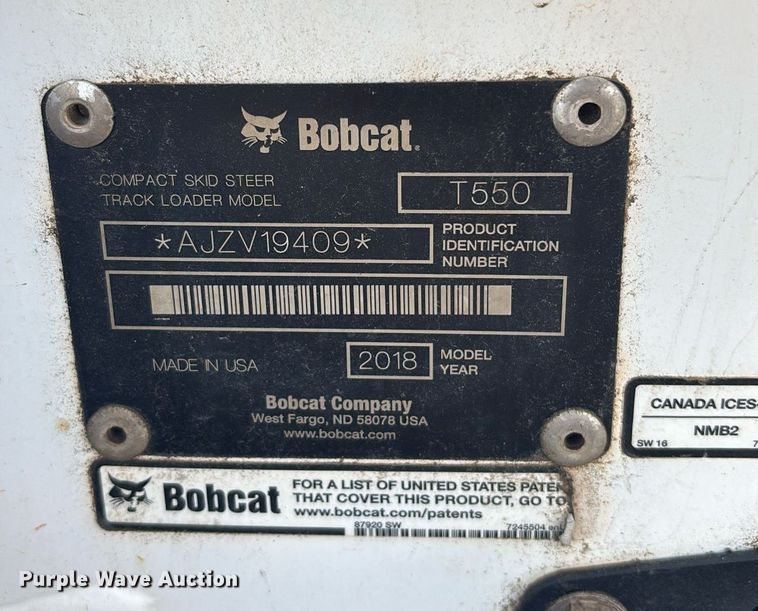 Bobcat.
COMPACT SKID STEER
TRACK LOADER MODEL
T550
*AJZV19409*
PRODUCT
IDENTIFICATION
NUMBER
MADE IN USA
2018
MODEL
YEAR
Bobcat Company
West Fargo, ND 58078 USA
www.bobcat.com
CANADA ICES-
NMB2
SW 16
7
Bobcat
FOR A LIST OF UNITED STATES
THAT COVER THIS PRODUCT, GO TO
www.bobcat.com/patents
87920 SW
7245504
Purple Wave Auction